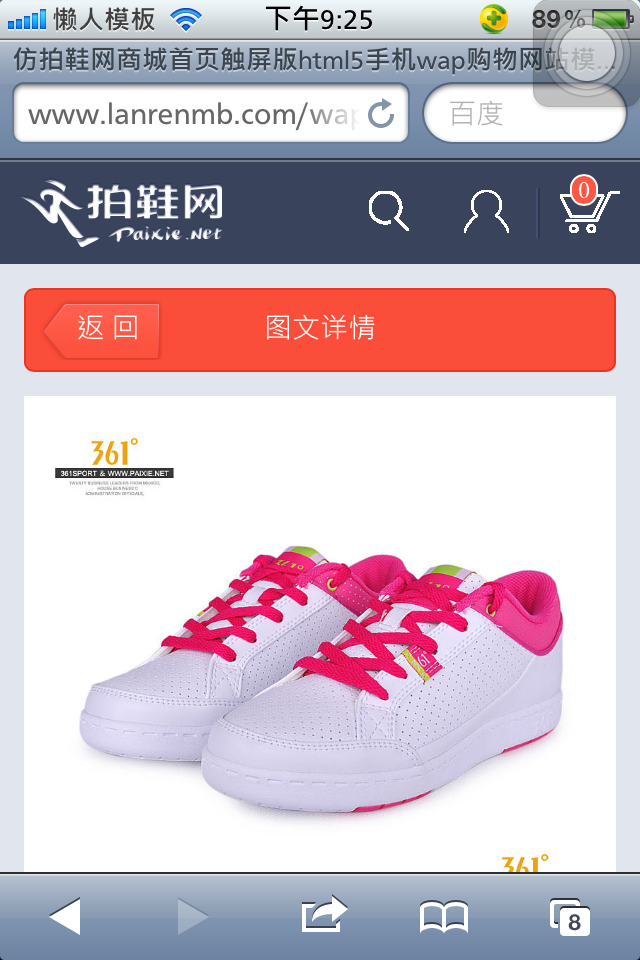 懒人模板 下午9:25 89%
仿拍鞋网商城首页触屏版html5手机wap购物网站模...
www.lanrenmb.com/wap 百度
拍鞋网 0
Paixie.Net
返 回 图文详情
361°
361SPORT & WWW.PAIXIE.NET
361°
8